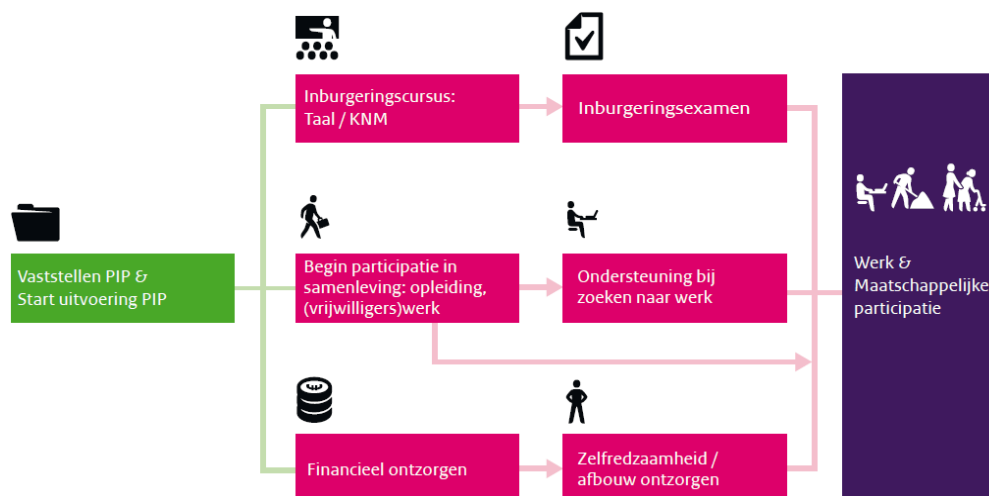 Inburgeringscursus:
Taal / KNM
Inburgeringsexamen
Vaststellen PIP &
Start uitvoering PIP
Begin participatie in
samenleving: opleiding,
(vrijwilligers)werk
Ondersteuning bij
zoeken naar werk
Werk &
Maatschappelijke
participatie
Financieel ontzorgen
Zelfredzaamheid /
afbouw ontzorgen